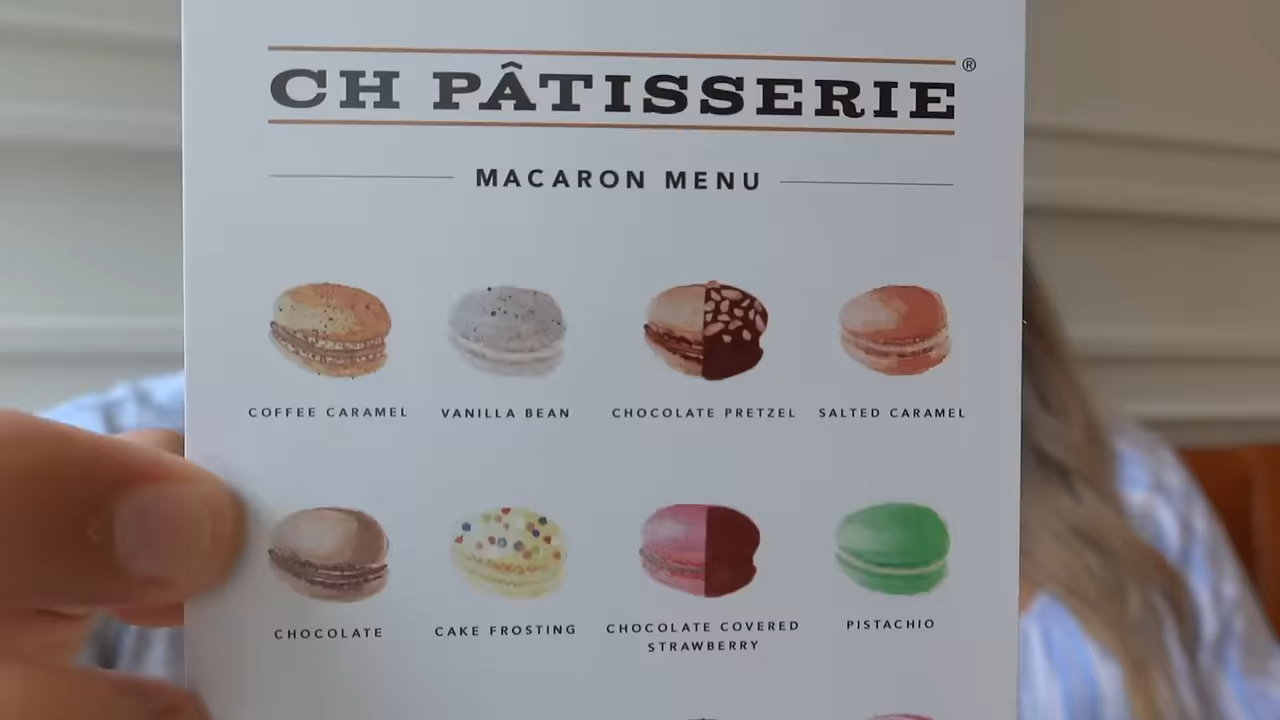 CH PÂTISSERIE®
MACARON MENU
COFFEE CARAMEL
VANILLA BEAN
CHOCOLATE PRETZEL
SALTED CARAMEL
CHOCOLATE
CAKE FROSTING
CHOCOLATE COVERED
STRAWBERRY
PISTACHIO